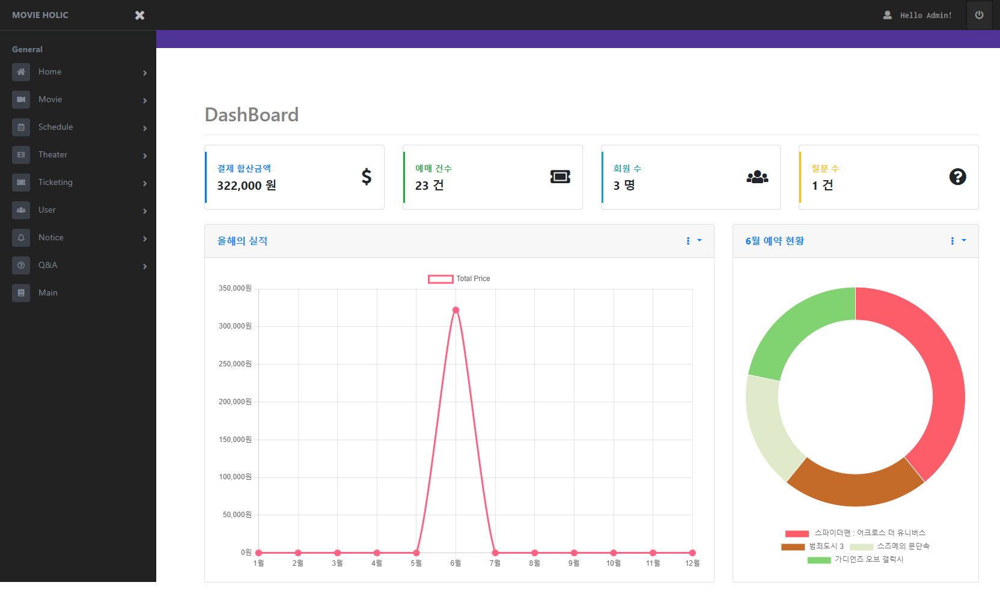 MOVIE HOLIC
Hello Admin!
General
Home
Movie
Schedule
Theater
Ticketing
User
Notice
Q&A
Main
DashBoard
결제 합산금액
322,000 원
예매 건수
23 건
회원 수
3 명
질문 수
1 건
올해의 실적
Total Price
350,000원
300,000원
250,000원
200,000원
150,000원
100,000원
50,000원
0원
1월 2월 3월 4월 5월 6월 7월 8월 9월 10월 11월 12월
6월 예약 현황
스파이더맨 : 어크로스 더 유니버스
범죄도시 3 스즈메의 문단속
가디언즈 오브 갤럭시